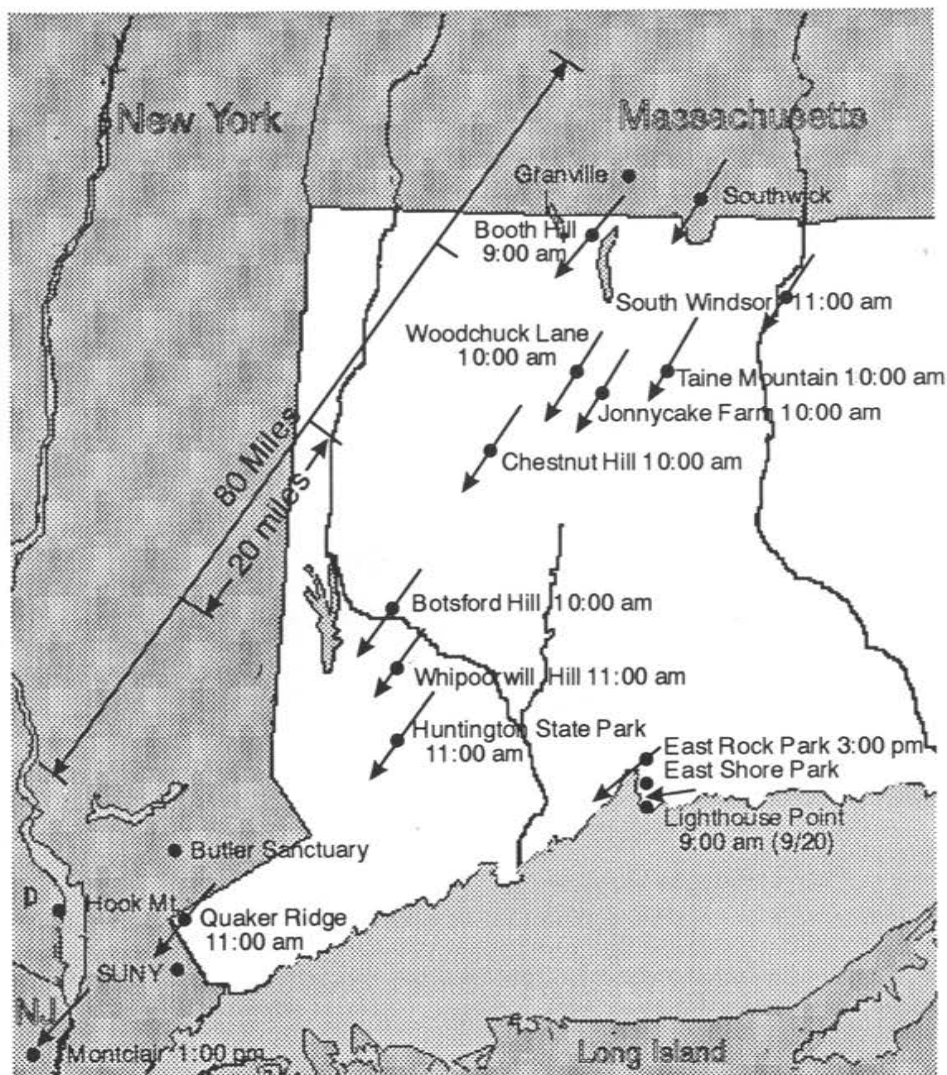 New York
Massachusetts
Granville
Southwick
Booth Hill
9:00 am
South Windsor 11:00 am
Woodchuck Lane
10:00 am
Taine Mountain 10:00 am
Jonnycake Farm 10:00 am
80 Miles
20 miles
Chestnut Hill 10:00 am
Botsford Hill 10:00 am
Whipoorwill Hill 11:00 am
Huntington State Park
11:00 am
East Rock Park 3:00 pm
East Shore Park
Lighthouse Point
9:00 am (9/20)
Butler Sanctuary
Hook Mt.
Quaker Ridge
11:00 am
SUNY
NJ
Montclair 1:00 pm
Long Island